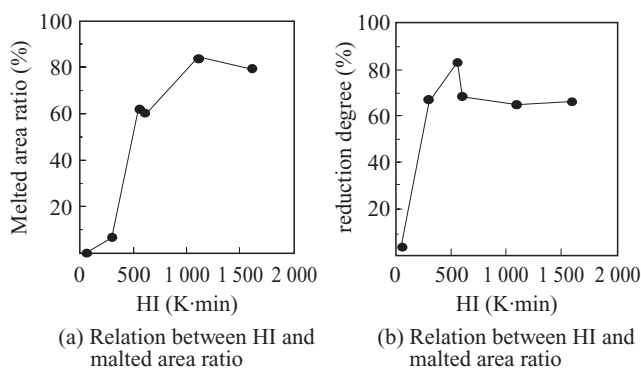 100
80
60
40
20
0
500
1 000
1 500
2 000
Melted area ratio (%)
HI (K·min)
(a) Relation between HI and
malted area ratio
100
80
60
40
20
0
500
1 000
1 500
2 000
reduction degree (%)
HI (K·min)
(b) Relation between HI and
malted area ratio